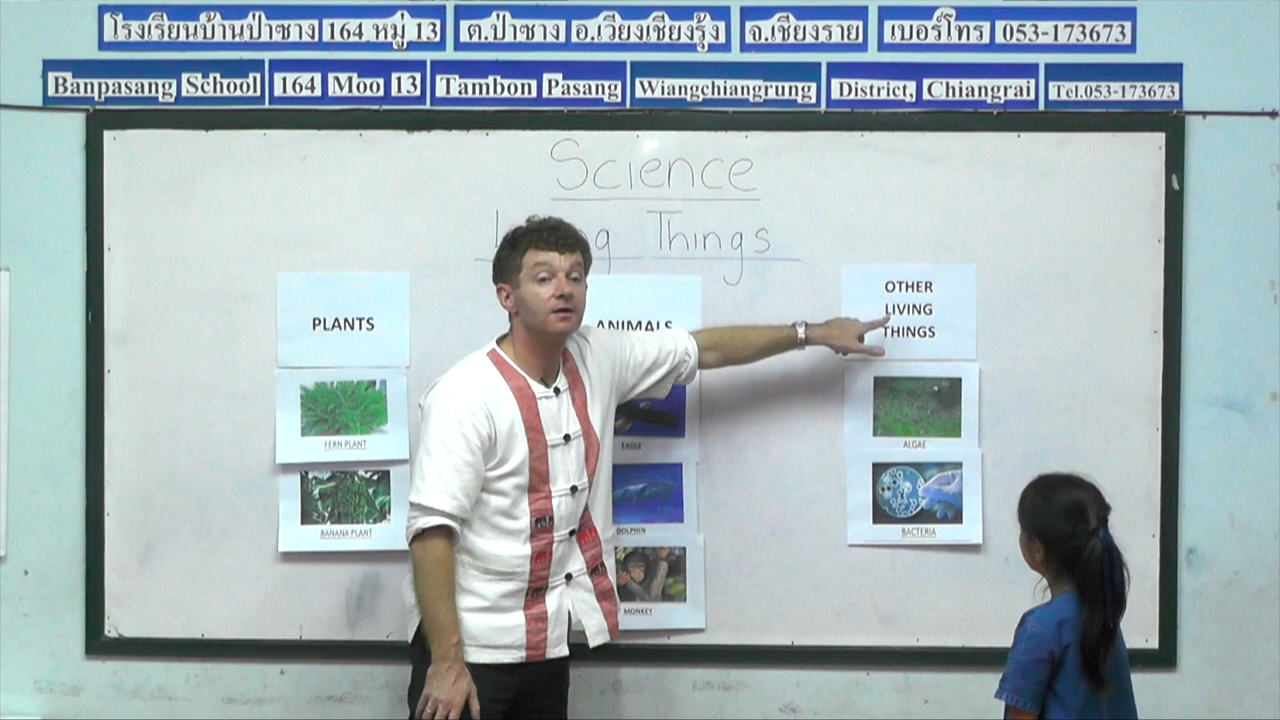 โรงเรียนบ้านป่าซาง 164 หมู่ 13 ต.ป่าซาง อ.เวียงเชียงรุ้ง จ.เชียงราย เบอร์โทร 053-173673
Banpasang School 164 Moo 13 Tambon Pasang Wiangchiangrung District, Chiangrai Tel.053-173673
Science
Things
PLANTS
FERN PLANT
BANANA PLANT
ANIMALS
EAGLE
DOLPHIN
MONKEY
OTHER
LIVING
THINGS
ALGAE
BACTERIA